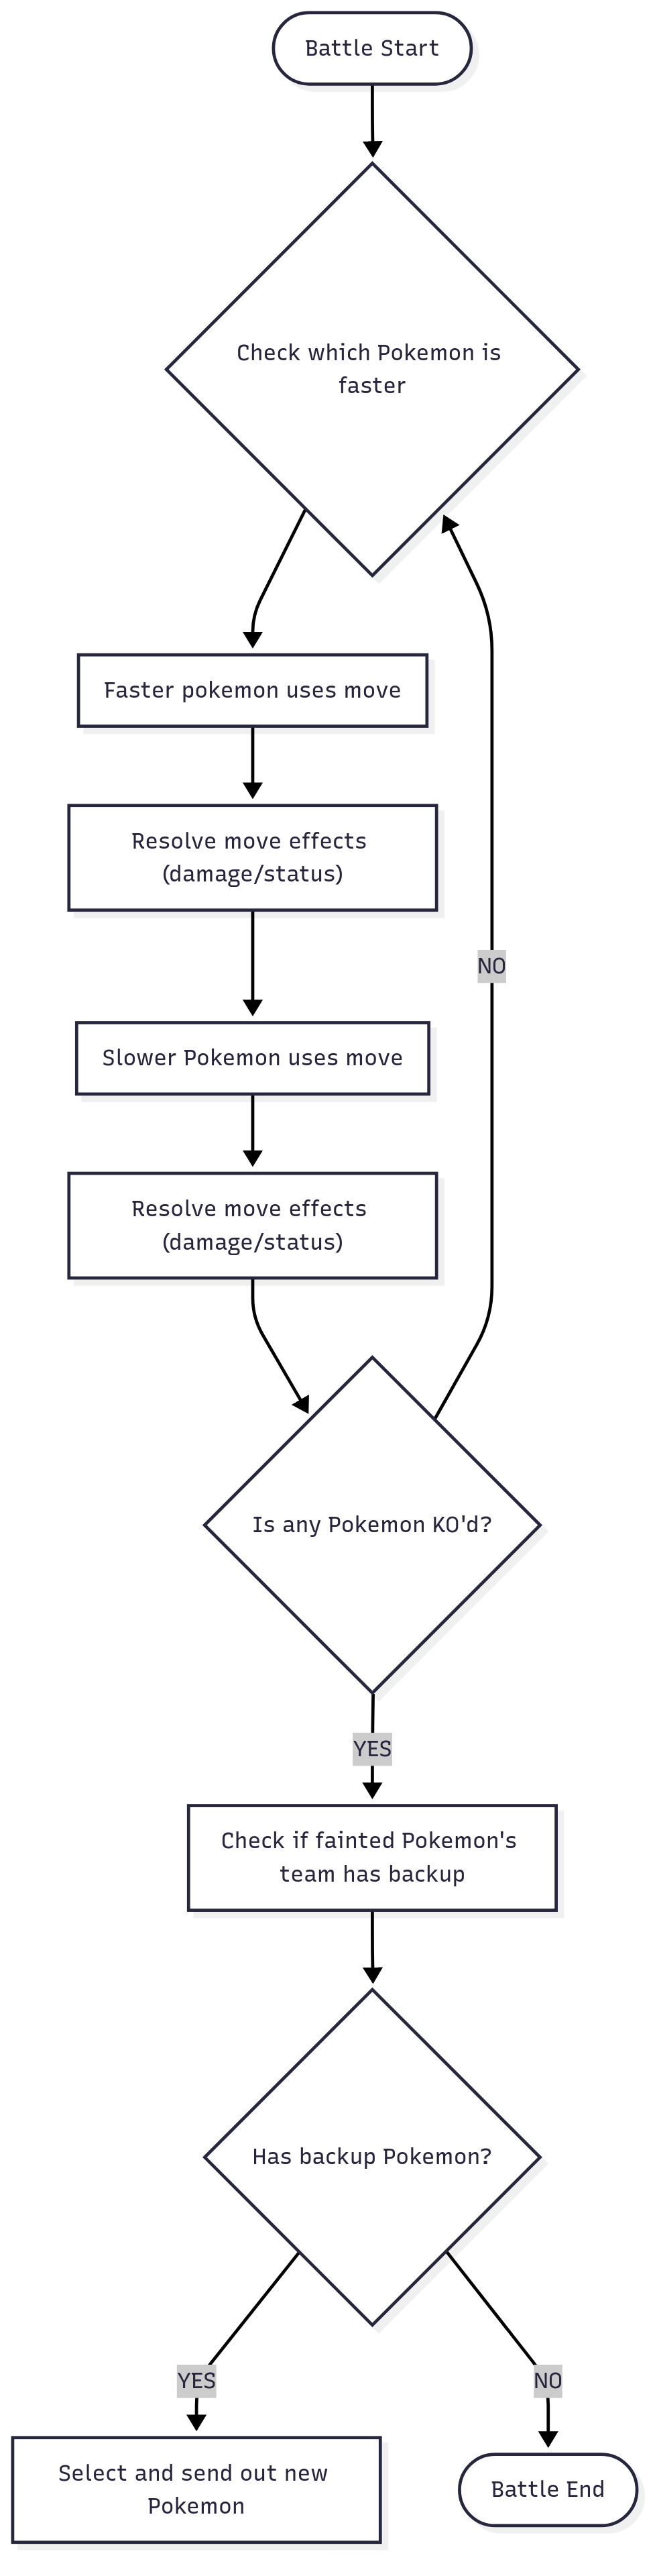 Battle Start
Check which Pokemon is
faster
Faster pokemon uses move
Resolve move effects
(damage/status)
NO
Slower Pokemon uses move
Resolve move effects
(damage/status)
Is any Pokemon KO'd?
YES
Check if fainted Pokemon's
team has backup
Has backup Pokemon?
YES
NO
Select and send out new
Pokemon
Battle End